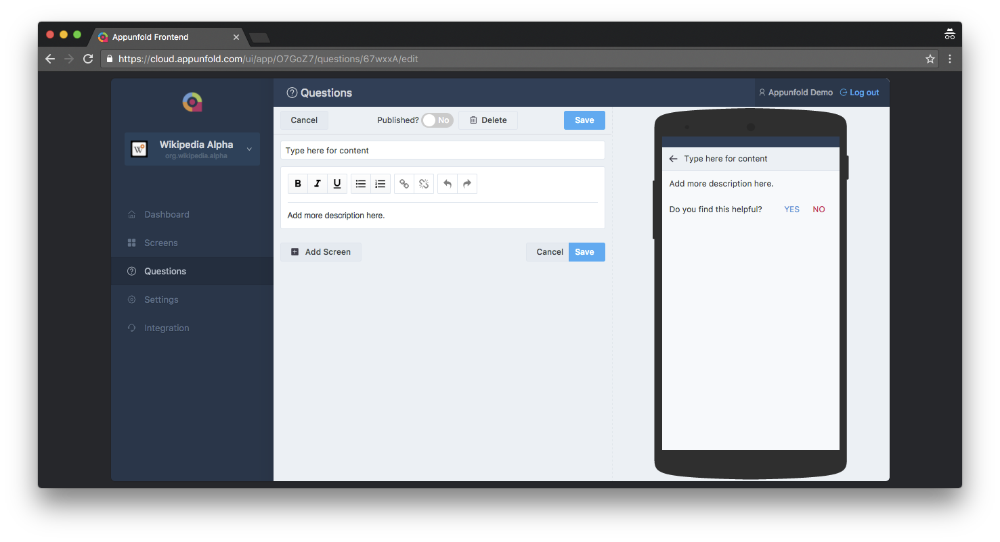 Appunfold Frontend
https://cloud.appunfold.com/ui/app/O7GoZ7/questions/67wxxA/edit
Questions
Appunfold Demo
Log out
Wikipedia Alpha
org.wikipedia.alpha
Dashboard
Screens
Questions
Settings
Integration
Cancel
Published?
No
Delete
Save
Type here for content
B I U
Add more description here.
Add Screen
Cancel
Save
Type here for content
Add more description here.
Do you find this helpful? YES NO